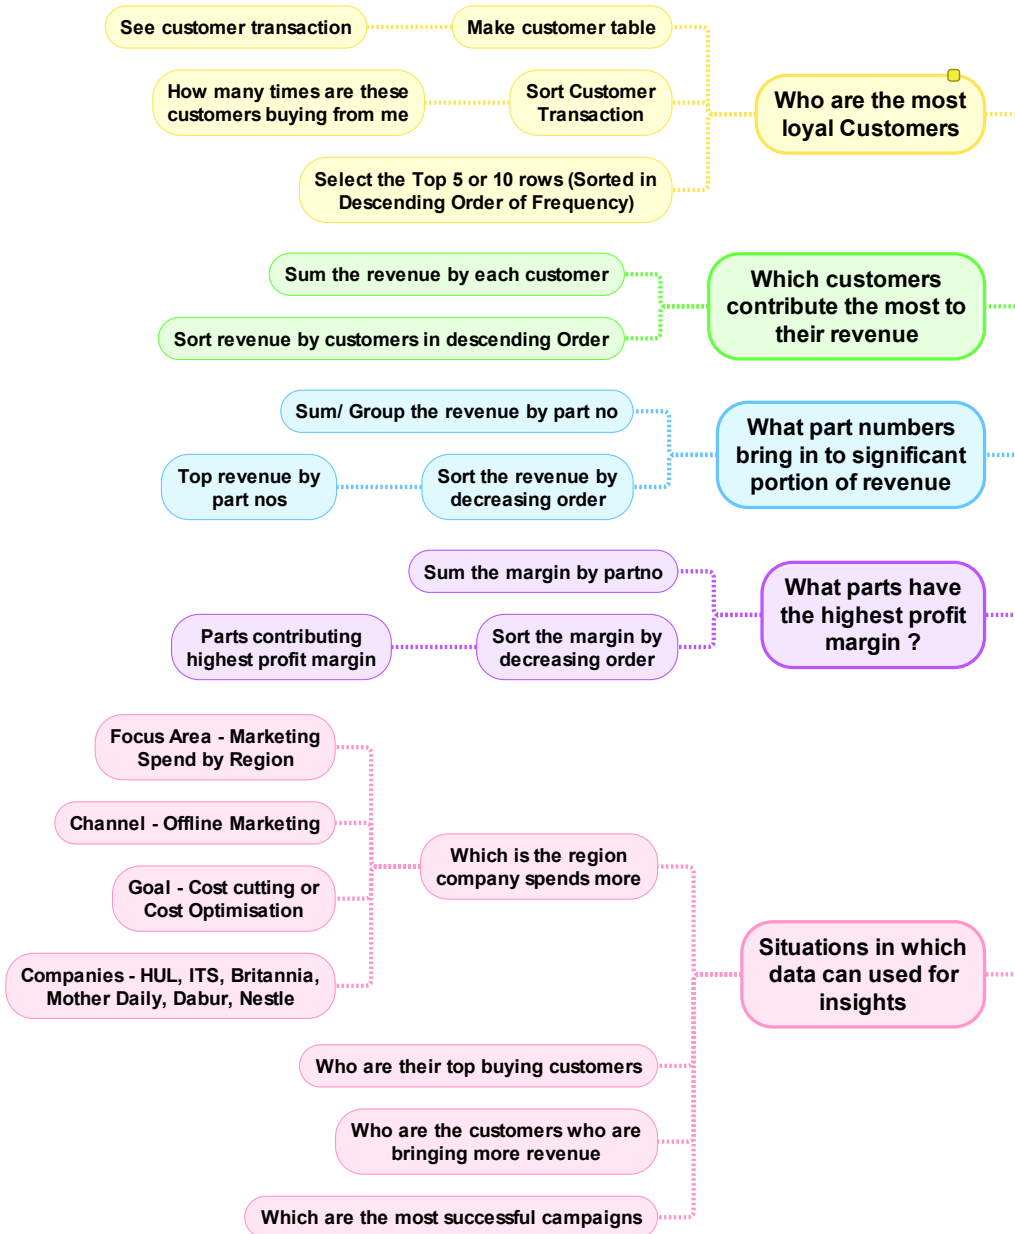 See customer transaction
Make customer table
How many times are these
customers buying from me
Sort Customer
Transaction
Who are the most
loyal Customers
Select the Top 5 or 10 rows (Sorted in
Descending Order of Frequency)
Sum the revenue by each customer
Which customers
contribute the most to
their revenue
Sort revenue by customers in descending Order
Sum/ Group the revenue by part no
What part numbers
bring in to significant
portion of revenue
Top revenue by
part nos
Sort the revenue by
decreasing order
Sum the margin by partno
What parts have
the highest profit
margin ?
Parts contributing
highest profit margin
Sort the margin by
decreasing order
Focus Area - Marketing
Spend by Region
Channel - Offline Marketing
Which is the region
company spends more
Goal - Cost cutting or
Cost Optimisation
Companies - HUL, ITS, Britannia,
Mother Daily, Dabur, Nestle
Situations in which
data can used for
insights
Who are their top buying customers
Who are the customers who are
bringing more revenue
Which are the most successful campaigns